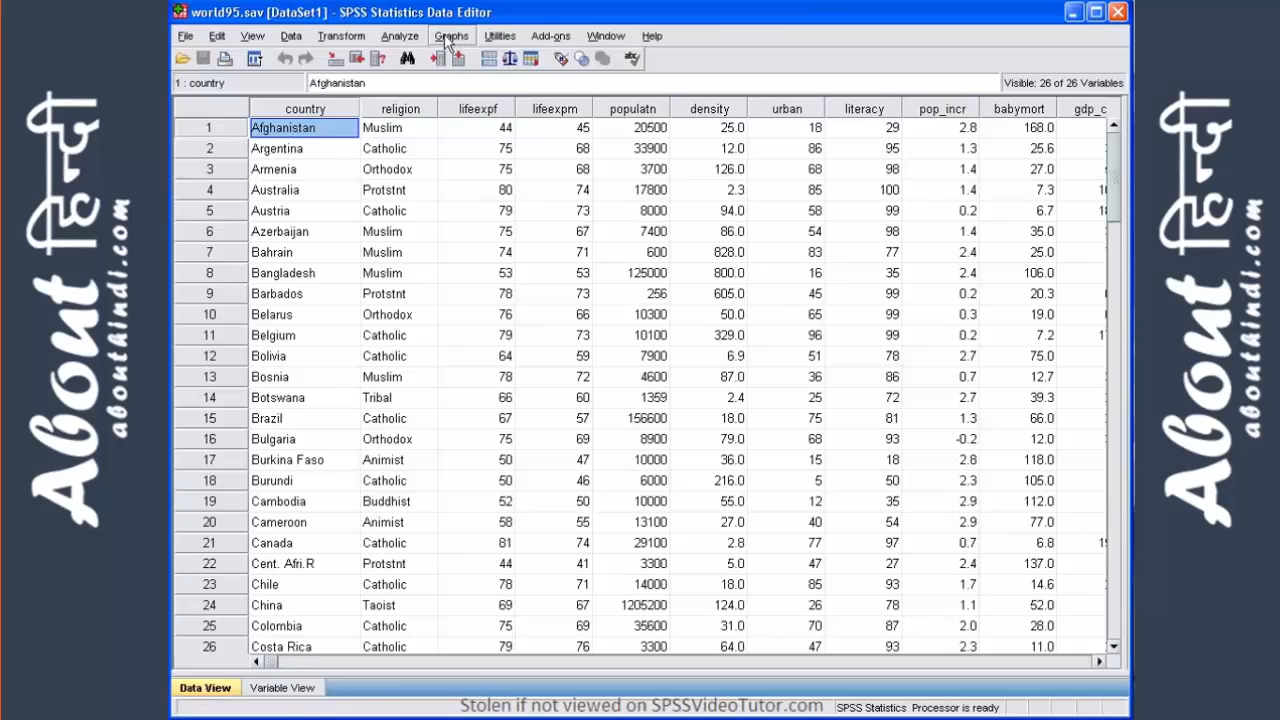 world95.sav [DataSet1] - SPSS Statistics Data Editor
File Edit View Data Transform Analyze Graphs Utilities Add-ons Window Help
1 : country Afghanistan Visible: 26 of 26 Variables
country religion lifeexpf lifeexpm populatn density urban literacy pop_incr babymort gdp_c
1 Afghanistan Muslim 44 45 20500 25.0 18 29 2.8 168.0
2 Argentina Catholic 75 68 33900 12.0 86 95 1.3 25.6
3 Armenia Orthodox 75 68 3700 126.0 68 98 1.4 27.0
4 Australia Protstnt 80 74 17800 2.3 85 100 1.4 7.3
5 Austria Catholic 79 73 8000 94.0 58 99 0.2 6.7
6 Azerbaijan Muslim 75 67 7400 86.0 54 98 1.4 35.0
7 Bahrain Muslim 74 71 600 828.0 83 77 2.4 25.0
8 Bangladesh Muslim 53 53 125000 800.0 16 35 2.4 106.0
9 Barbados Protstnt 78 73 256 605.0 45 99 0.2 20.3
10 Belarus Orthodox 76 66 10300 50.0 65 99 0.3 19.0
11 Belgium Catholic 79 73 10100 329.0 96 99 0.2 7.2
12 Bolivia Catholic 64 59 7900 6.9 51 78 2.7 75.0
13 Bosnia Muslim 78 72 4600 87.0 36 86 0.7 12.7
14 Botswana Tribal 66 60 1359 2.4 25 72 2.7 39.3
15 Brazil Catholic 67 57 156600 18.0 75 81 1.3 66.0
16 Bulgaria Orthodox 75 69 8900 79.0 68 93 -0.2 12.0
17 Burkina Faso Animist 50 47 10000 36.0 15 18 2.8 118.0
18 Burundi Catholic 50 46 6000 216.0 5 50 2.3 105.0
19 Cambodia Buddhist 52 50 10000 55.0 12 35 2.9 112.0
20 Cameroon Animist 58 55 13100 27.0 40 54 2.9 77.0
21 Canada Catholic 81 74 29100 2.8 77 97 0.7 6.8
22 Cent. Afri.R Protstnt 44 41 3300 5.0 47 27 2.4 137.0
23 Chile Catholic 78 71 14000 18.0 85 93 1.7 14.6
24 China Taoist 69 67 1205200 124.0 26 78 1.1 52.0
25 Colombia Catholic 75 69 35600 31.0 70 87 2.0 28.0
26 Costa Rica Catholic 79 76 3300 64.0 47 93 2.3 11.0
Data View Variable View
Stolen if not viewed on SPSSVideoTutor.com SPSS Statistics Processor is ready
About हिन्दी
abouthindi.com
About हिन्दी
abouthindi.com